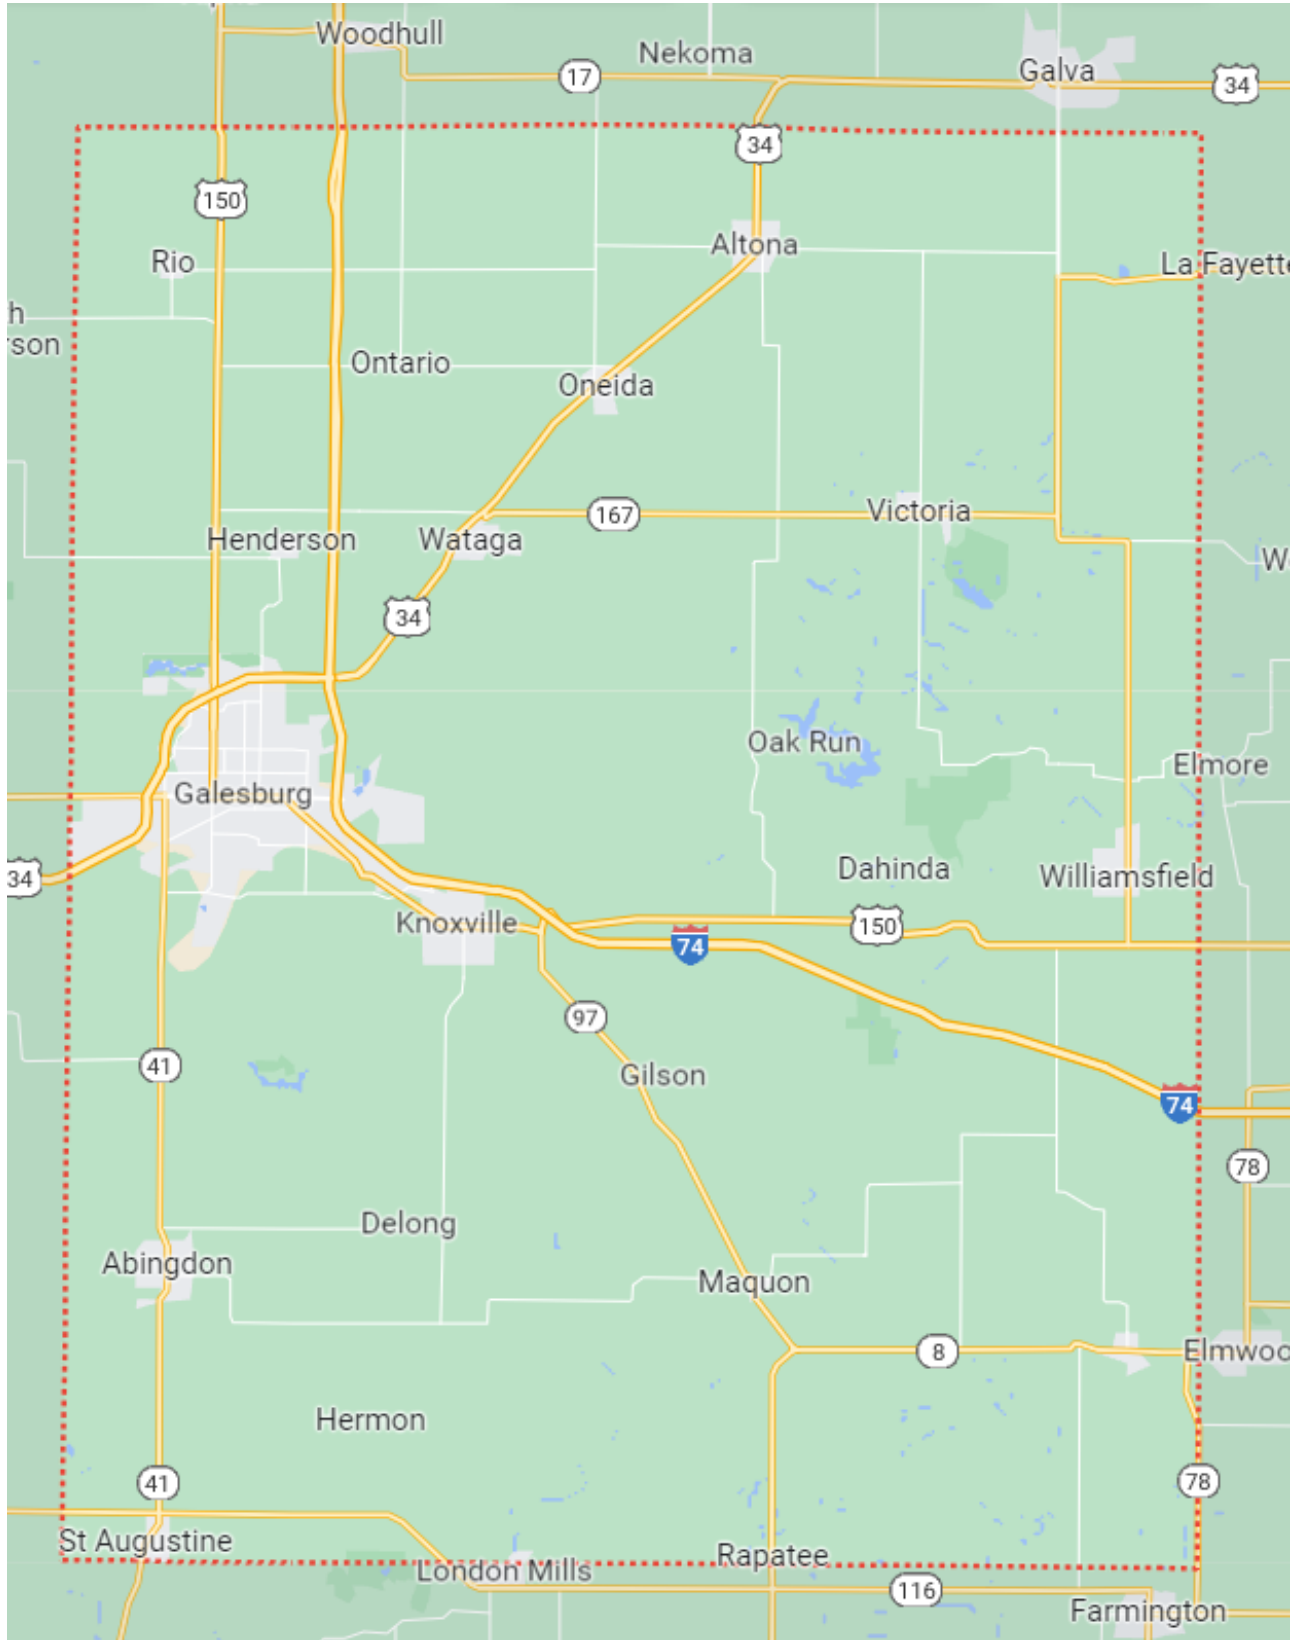 Woodhull
Nekoma
Galva
17
34
34
150
Altona
Rio
La Fayette
h
rson
Ontario
Oneida
167
Victoria
Henderson
Wataga
34
Oak Run
Elmore
Galesburg
34
Dahinda
Williamsfield
Knoxville
150
74
97
41
Gilson
74
78
Delong
Abingdon
Maquon
8
Elmwoo
Hermon
41
78
St Augustine
Rapatee
London Mills
116
Farmington